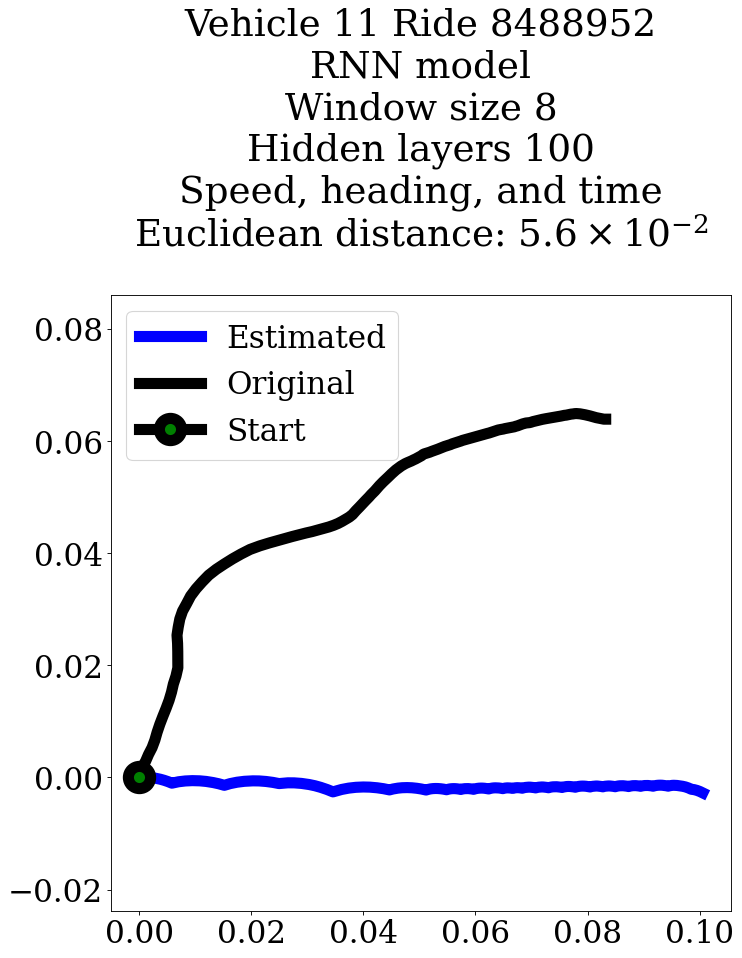 Vehicle 11 Ride 8488952
RNN model
Window size 8
Hidden layers 100
Speed, heading, and time
Euclidean distance: 5.6 × 10⁻²
Estimated
Original
Start
0.08
0.06
0.04
0.02
0.00
−0.02
0.00 0.02 0.04 0.06 0.08 0.10